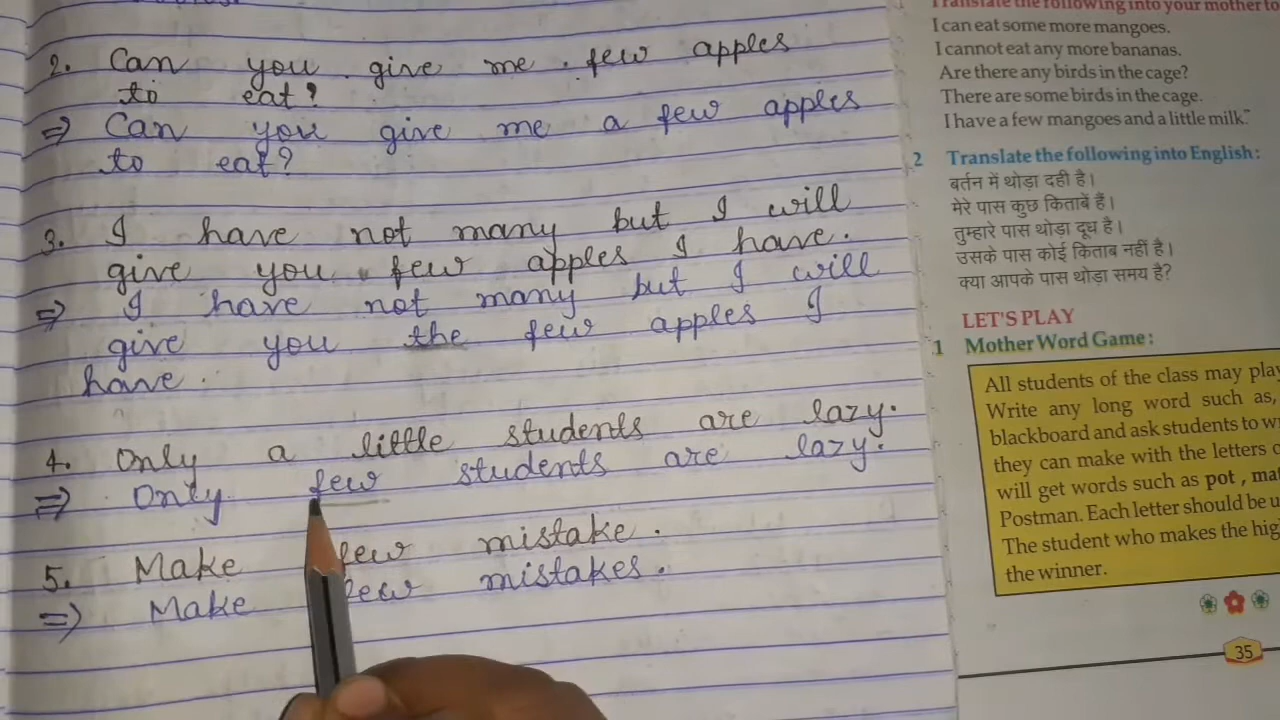 2. Can you give me few apples
to eat?
⇒ Can you give me a few apples
to eat?
3. I have not many but I will
give you few apples I have.
⇒ I have not many but I will
give you the few apples I
have.
4. Only a little students are lazy.
⇒ Only few students are lazy.
5. Make few mistake.
⇒ Make few mistakes.
Translate the following into your mother to
I can eat some more mangoes.
I cannot eat any more bananas.
Are there any birds in the cage?
There are some birds in the cage.
I have a few mangoes and a little milk."
2 Translate the following into English:
बर्तन में थोड़ा दही है।
मेरे पास कुछ किताबें हैं।
तुम्हारे पास थोड़ा दूध है।
उसके पास कोई किताब नहीं है।
क्या आपके पास थोड़ा समय है?
LET'S PLAY
1 Mother Word Game:
All students of the class may play
Write any long word such as,
blackboard and ask students to w
they can make with the letters o
will get words such as pot, ma
Postman. Each letter should be u
The student who makes the hig
the winner.
35